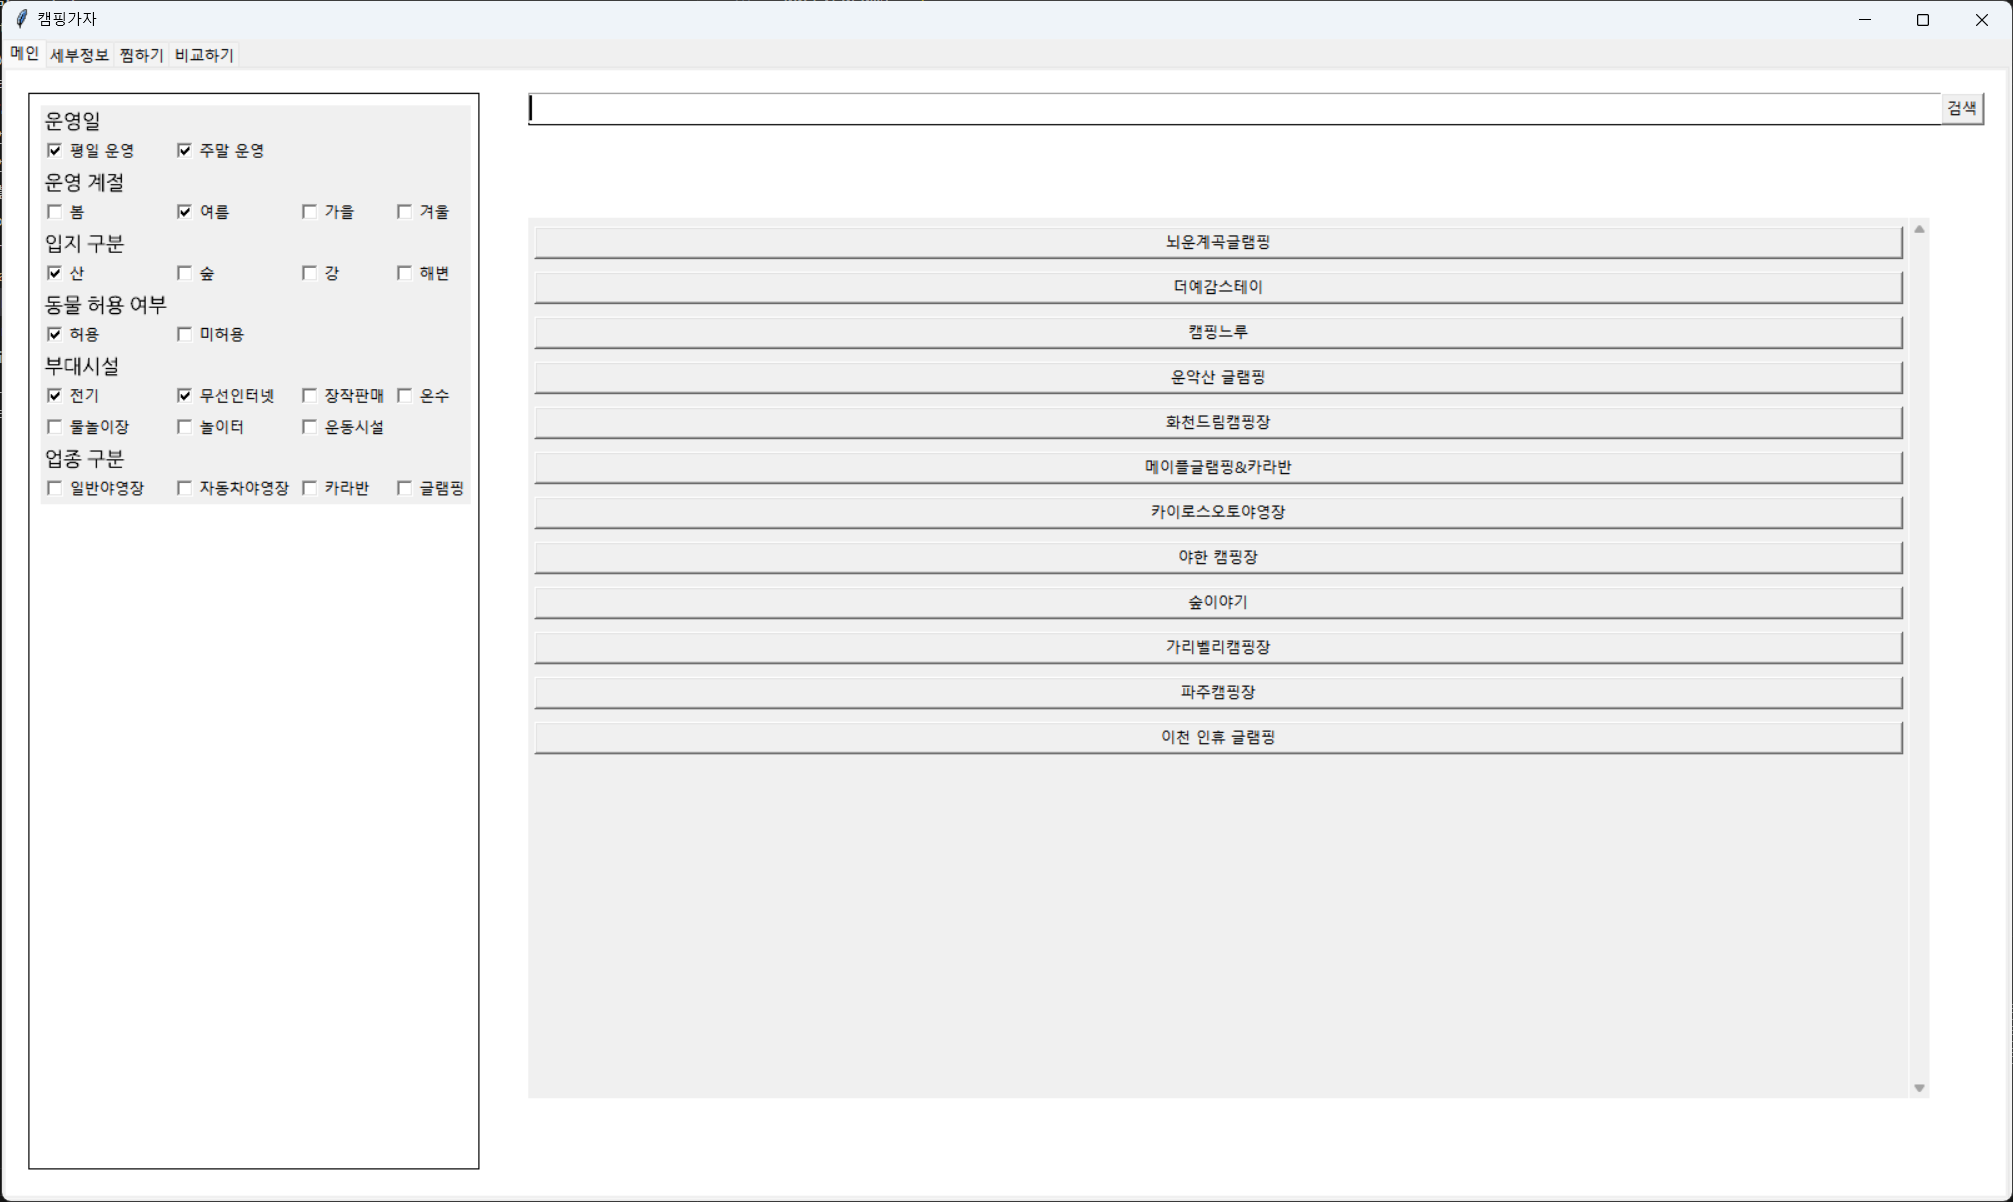 캠핑가자
메인 세부정보 찜하기 비교하기
운영일
평일 운영 주말 운영
운영 계절
봄 여름 가을 겨울
입지 구분
산 숲 강 해변
동물 허용 여부
허용 미허용
부대시설
전기 무선인터넷 장작판매 온수
물놀이장 놀이터 운동시설
업종 구분
일반야영장 자동차야영장 카라반 글램핑
검색
뇌운계곡글램핑
더예감스테이
캠핑느루
운악산 글램핑
화천드림캠핑장
메이플글램핑&카라반
카이로스오토야영장
야한 캠핑장
숲이야기
가리벨리캠핑장
파주캠핑장
이천 인휴 글램핑